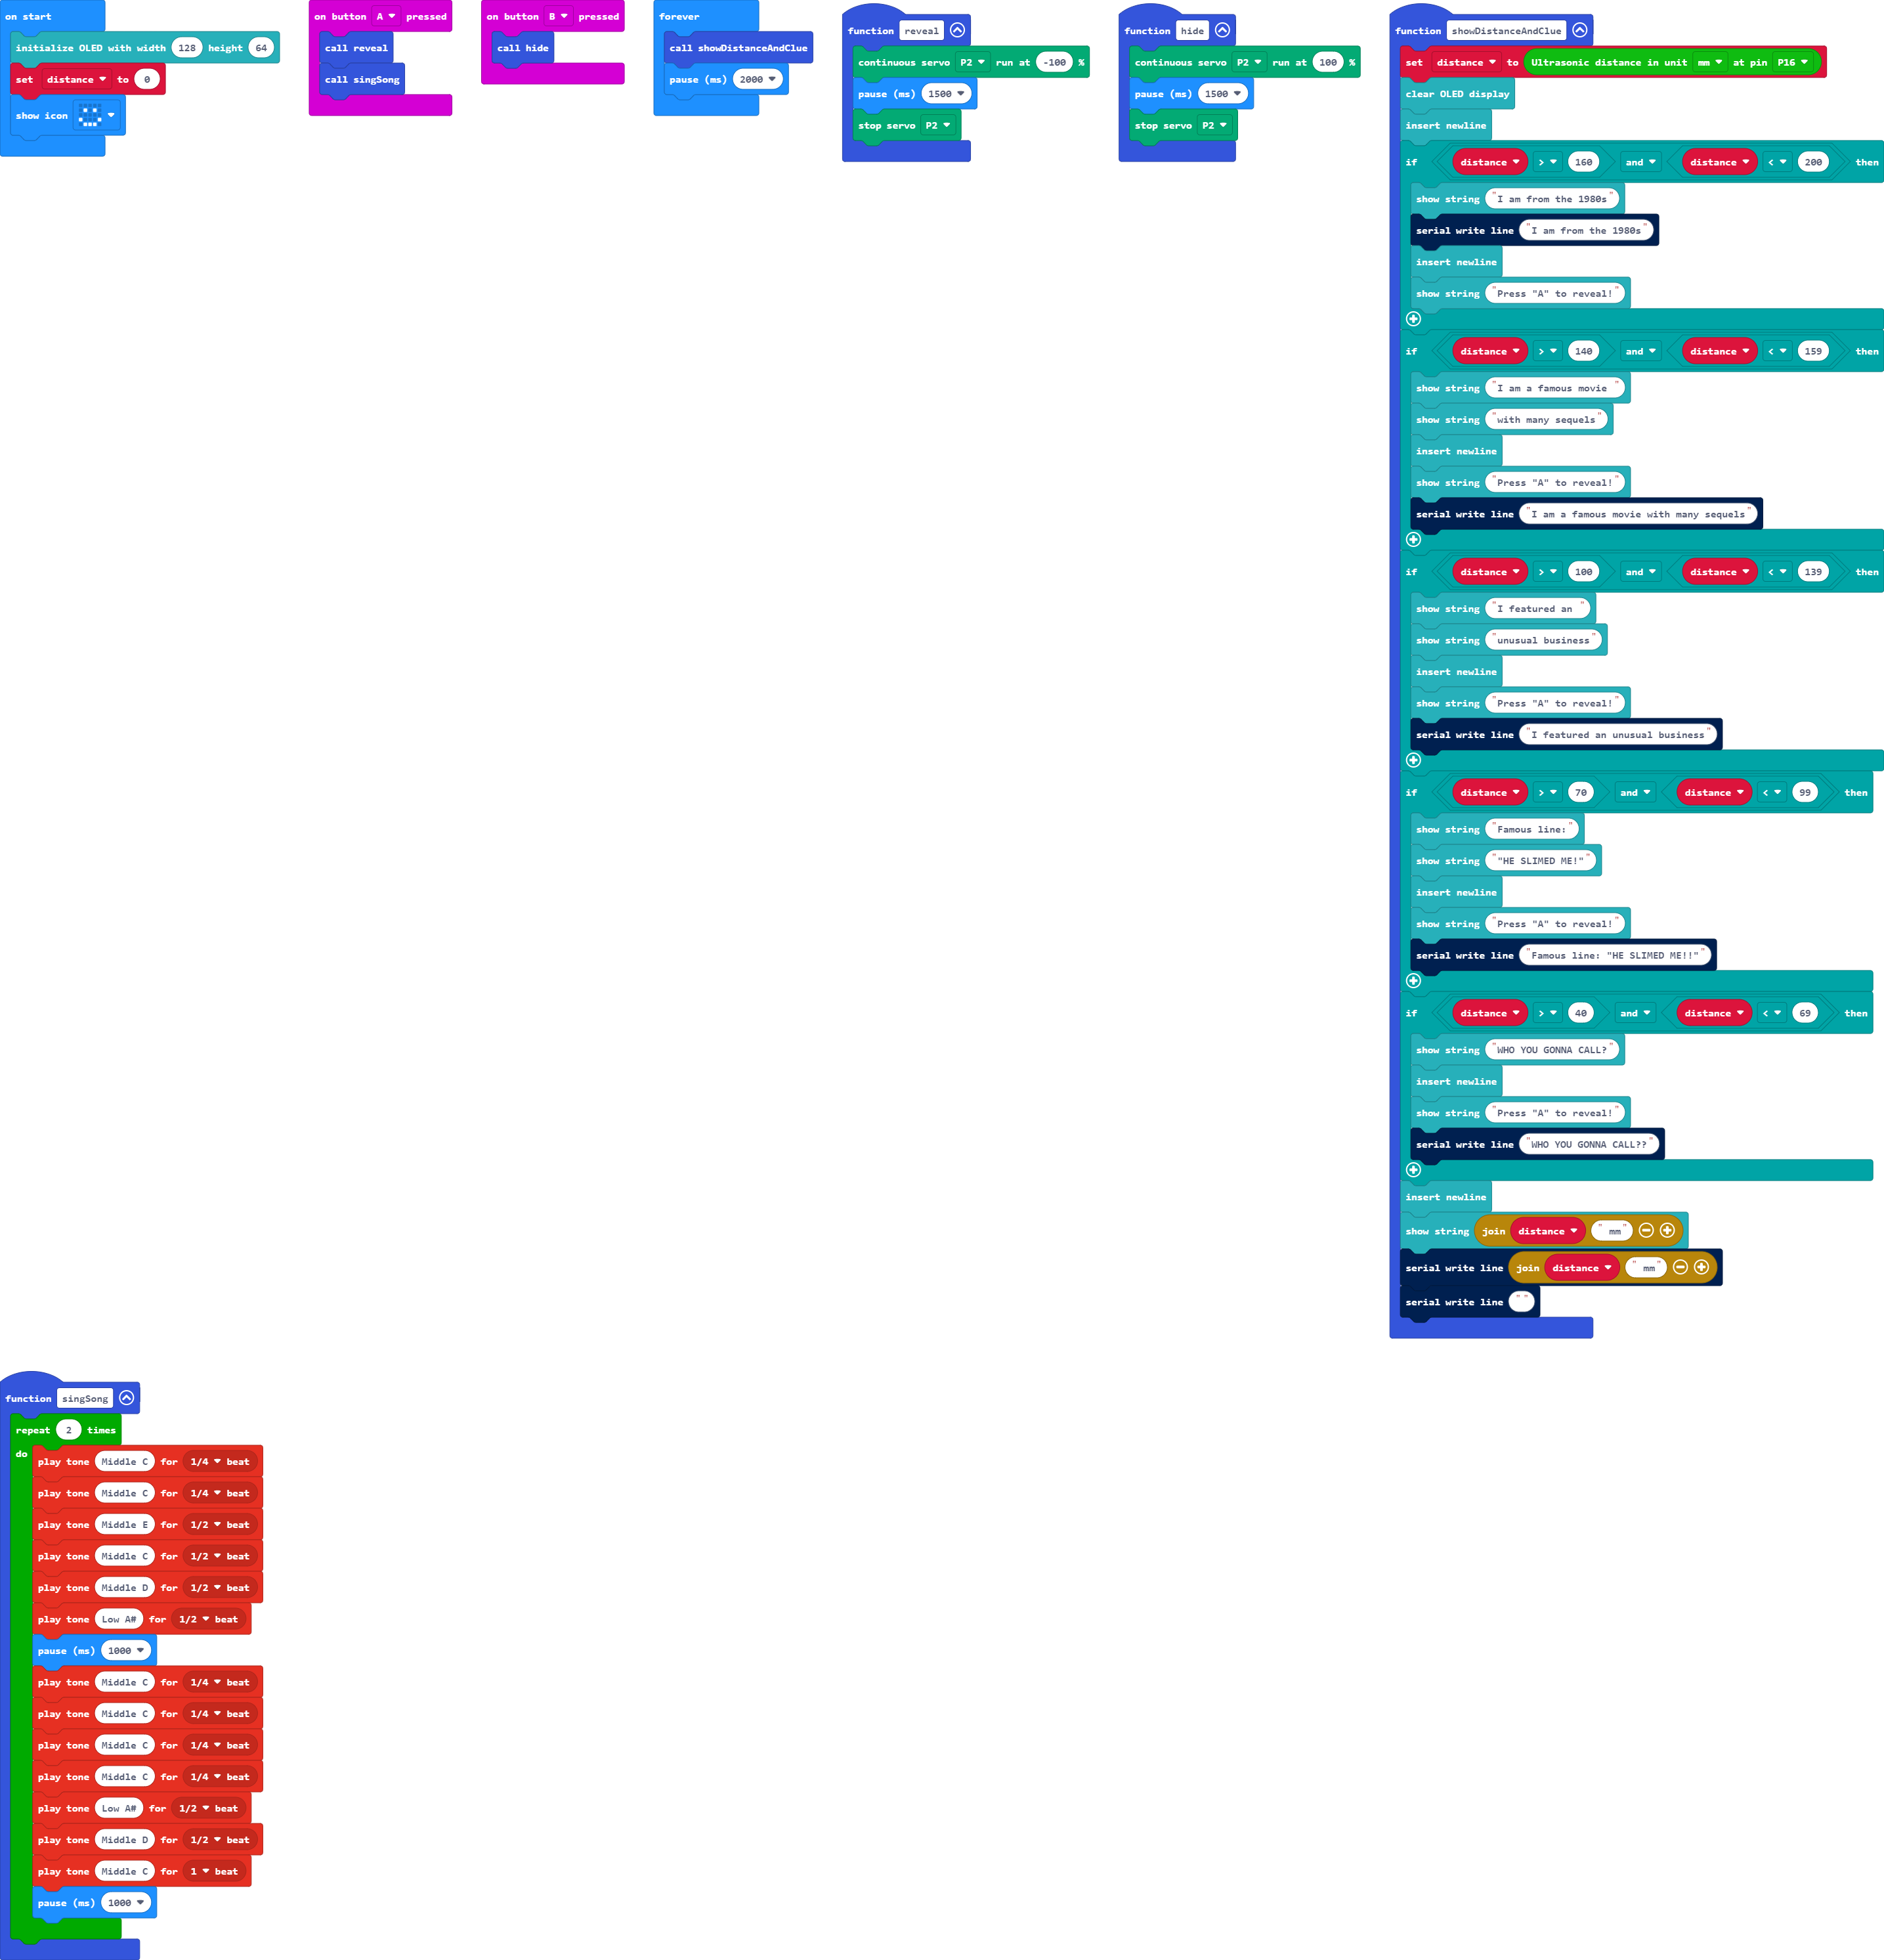 on start
initialize OLED with width 128 height 64
set distance to 0
show icon
on button A pressed
call reveal
call singSong
on button B pressed
call hide
forever
call showDistanceAndClue
pause (ms) 2000
function reveal
continuous servo P2 run at -100 %
pause (ms) 1500
stop servo P2
function hide
continuous servo P2 run at 100 %
pause (ms) 1500
stop servo P2
function showDistanceAndClue
set distance to Ultrasonic distance in unit mm at pin P16
clear OLED display
insert newline
if distance > 160 and distance < 200 then
show string "I am from the 1980s"
serial write line "I am from the 1980s"
insert newline
show string "Press "A" to reveal!"
if distance > 140 and distance < 159 then
show string "I am a famous movie "
show string "with many sequels"
insert newline
show string "Press "A" to reveal!"
serial write line "I am a famous movie with many sequels"
if distance > 100 and distance < 139 then
show string "I featured an "
show string "unusual business"
insert newline
show string "Press "A" to reveal!"
serial write line "I featured an unusual business"
if distance > 70 and distance < 99 then
show string "Famous line:"
show string ""HE SLIMED ME!""
insert newline
show string "Press "A" to reveal!"
serial write line "Famous line: "HE SLIMED ME!!""
if distance > 40 and distance < 69 then
show string "WHO YOU GONNA CALL?"
insert newline
show string "Press "A" to reveal!"
serial write line "WHO YOU GONNA CALL??"
insert newline
show string join distance " mm"
serial write line join distance " mm"
serial write line ""
function singSong
repeat 2 times
do
play tone Middle C for 1/4 beat
play tone Middle C for 1/4 beat
play tone Middle E for 1/2 beat
play tone Middle C for 1/2 beat
play tone Middle D for 1/2 beat
play tone Low A# for 1/2 beat
pause (ms) 1000
play tone Middle C for 1/4 beat
play tone Middle C for 1/4 beat
play tone Middle C for 1/4 beat
play tone Middle C for 1/4 beat
play tone Low A# for 1/2 beat
play tone Middle D for 1/2 beat
play tone Middle C for 1 beat
pause (ms) 1000